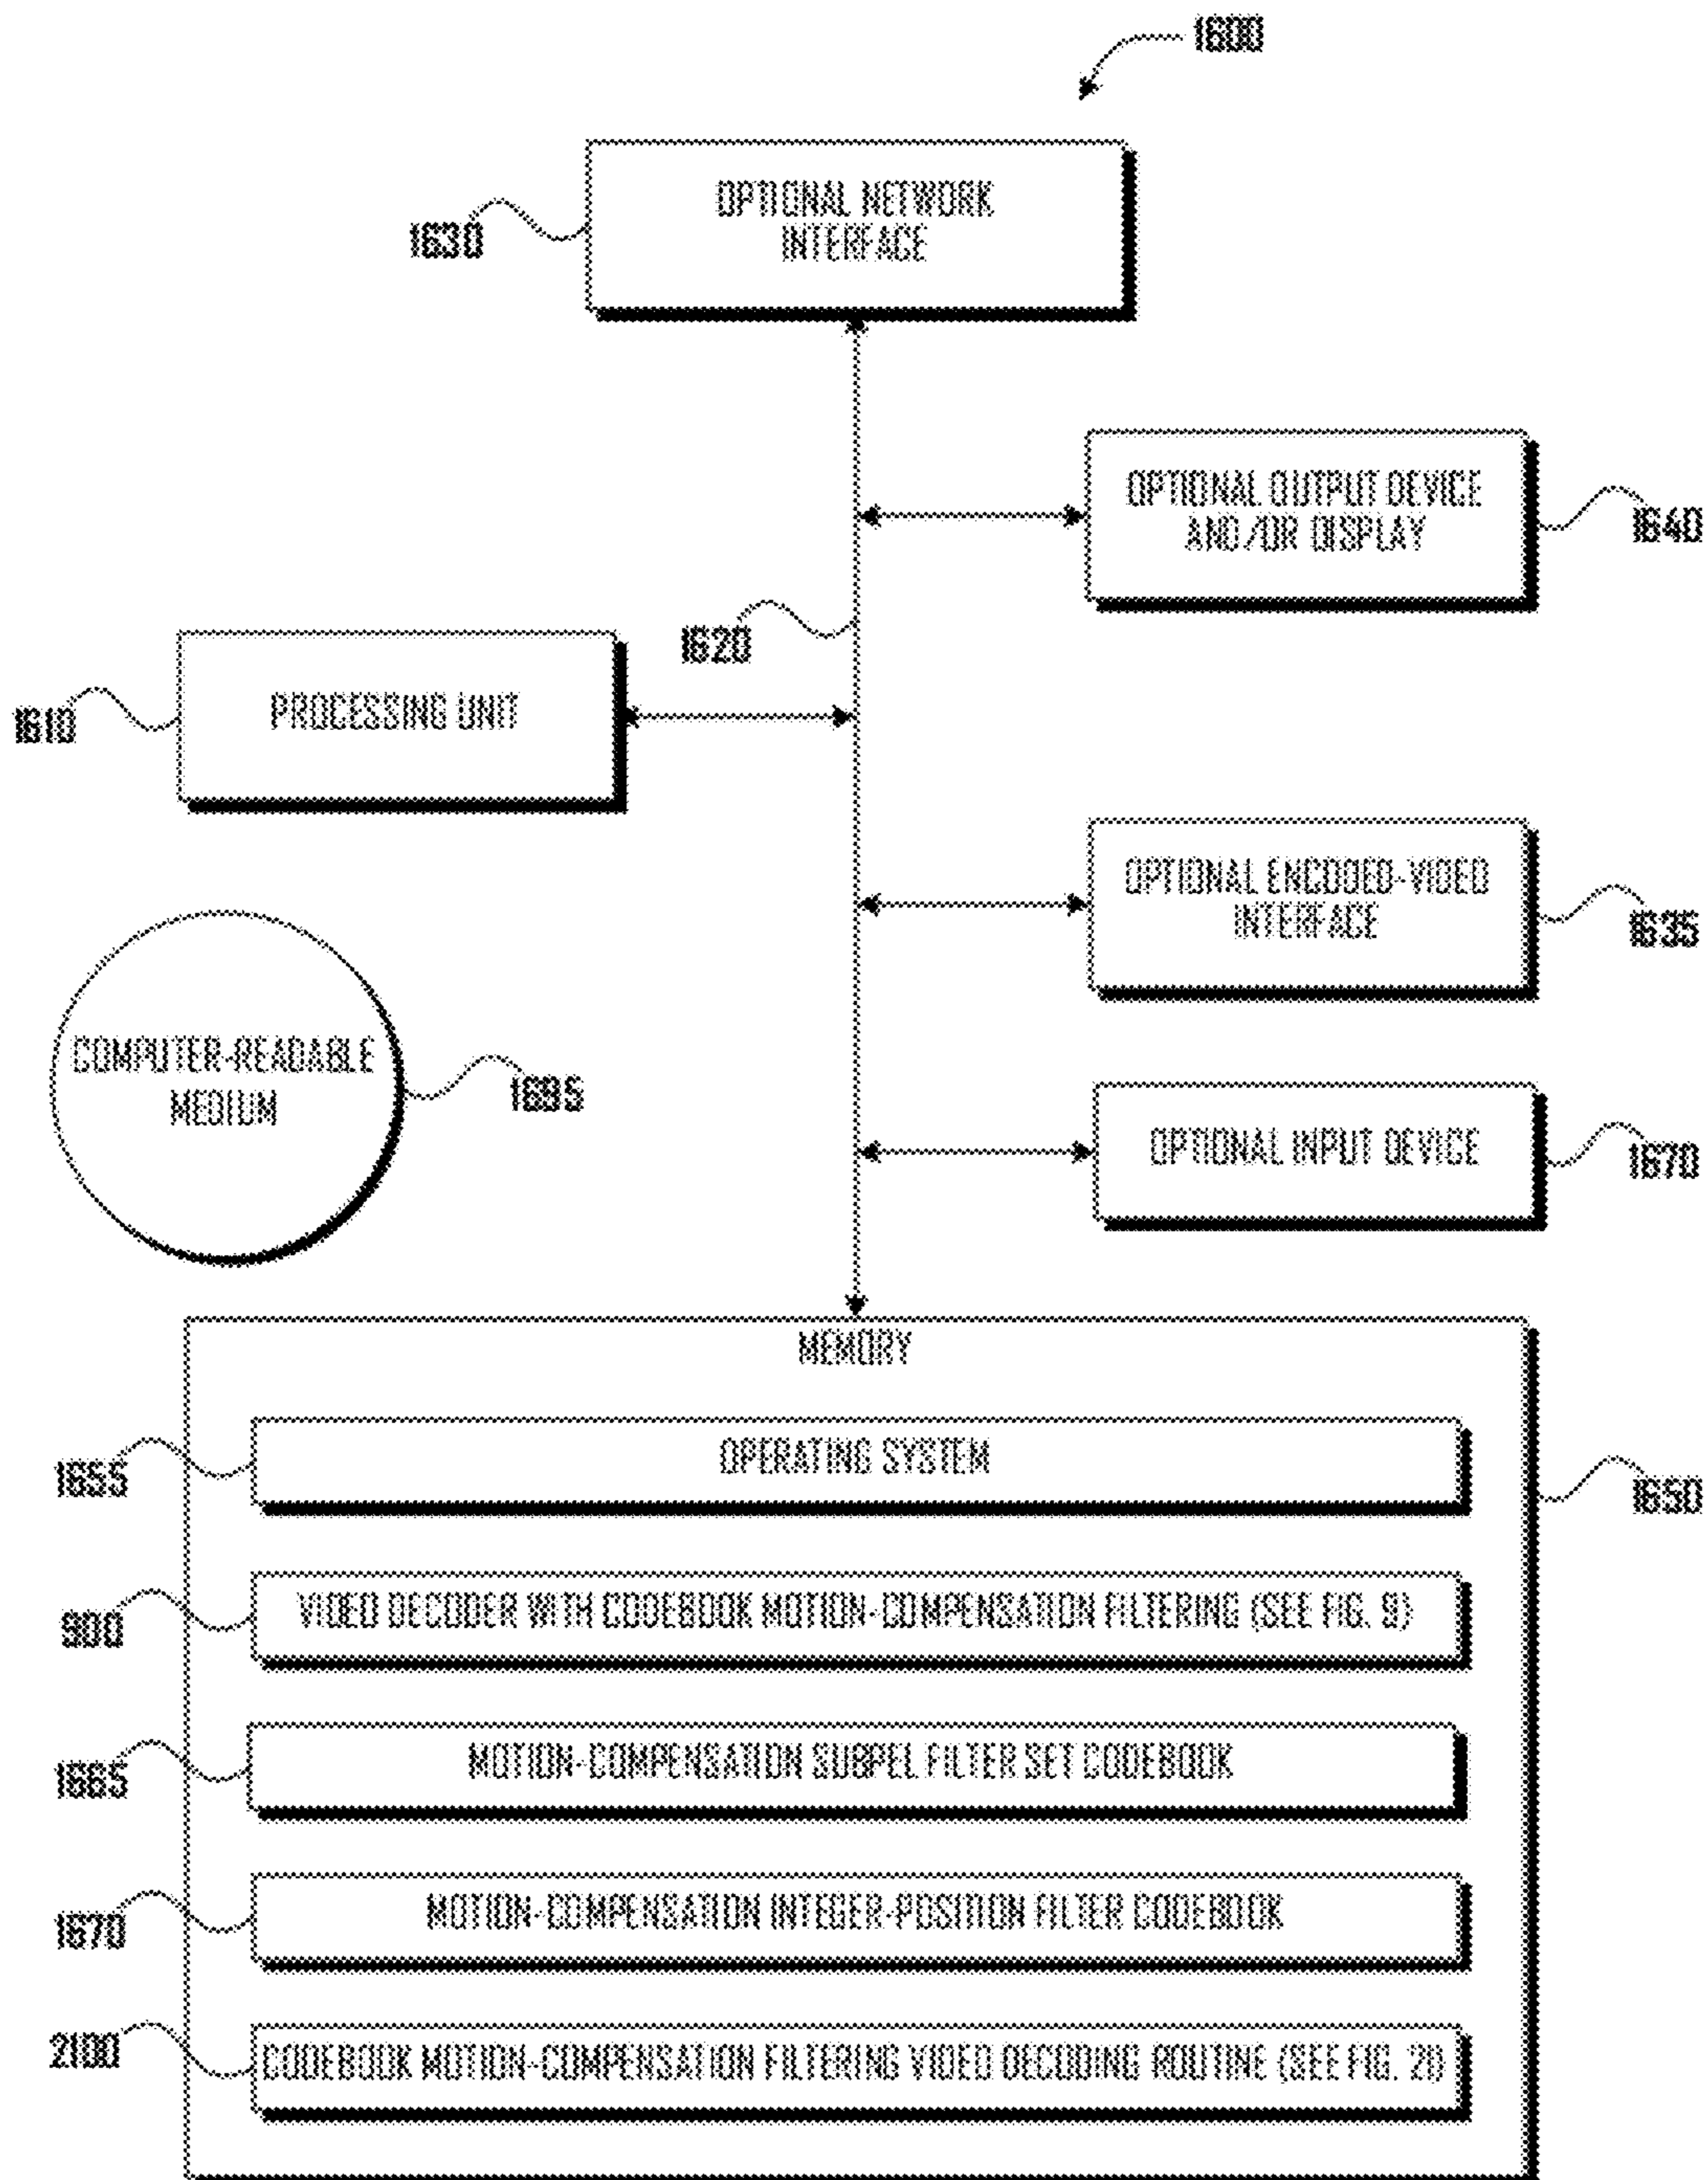 1600
OPTIONAL NETWORK
INTERFACE
1630
OPTIONAL OUTPUT DEVICE
AND/OR DISPLAY
1640
1620
PROCESSING UNIT
1610
OPTIONAL ENCODED-VIDEO
INTERFACE
1635
COMPUTER-READABLE
MEDIUM
1695
OPTIONAL INPUT DEVICE
1670
MEMORY
OPERATING SYSTEM
1655
1650
VIDEO DECODER WITH CODEBOOK MOTION-COMPENSATION FILTERING (SEE FIG. 9)
900
MOTION-COMPENSATION SUBPEL FILTER SET CODEBOOK
1665
MOTION-COMPENSATION INTEGER-POSITION FILTER CODEBOOK
1670
2100
CODEBOOK MOTION-COMPENSATION FILTERING VIDEO DECODING ROUTINE (SEE FIG. 21)